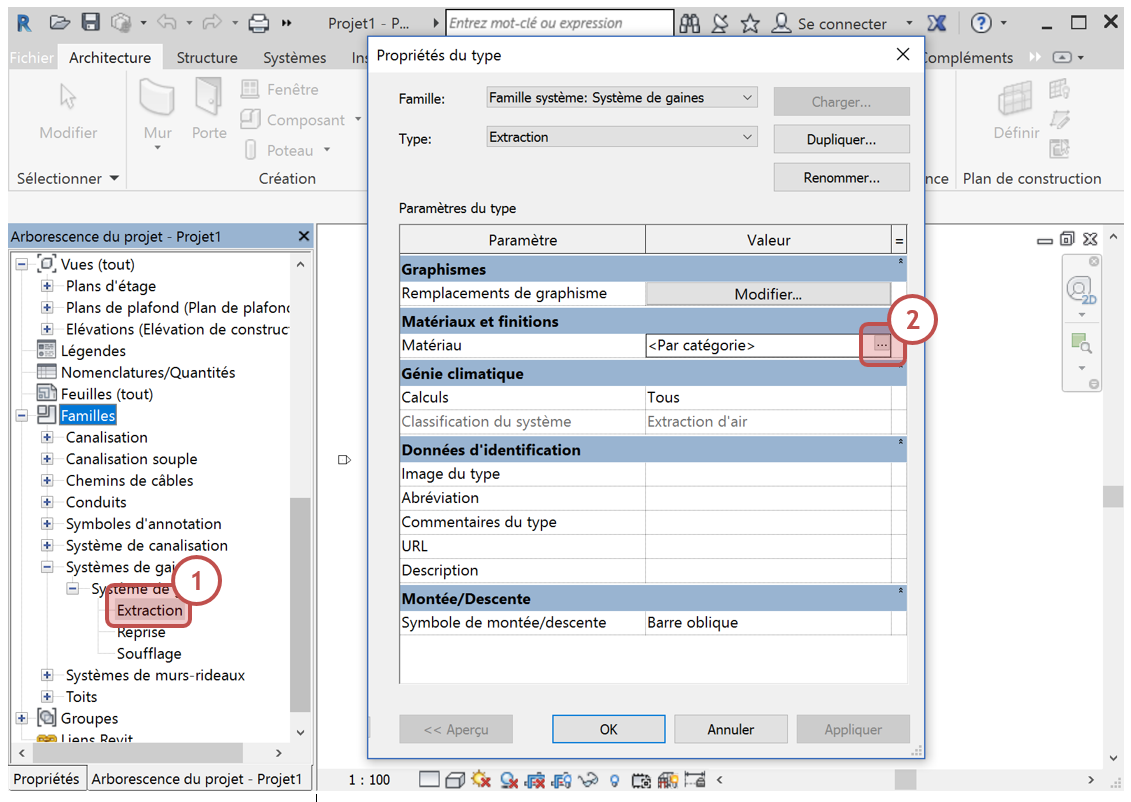 R Projet1 - P... Entrez mot-clé ou expression Se connecter
Fichier Architecture Structure Systèmes Ins Compléments
Modifier
Mur
Porte
Fenêtre
Composant
Poteau
Définir
Sélectionner Création nce Plan de construction
Arborescence du projet - Projet1
Vues (tout)
Plans d'étage
Plans de plafond (Plan de plafond
Elévations (Elévation de construct
Légendes
Nomenclatures/Quantités
Feuilles (tout)
Familles
Canalisation
Canalisation souple
Chemins de câbles
Conduits
Symboles d'annotation
Système de canalisation
Systèmes de gai
Système de
1
Extraction
Reprise
Soufflage
Systèmes de murs-rideaux
Toits
Groupes
Liens Revit
Propriétés Arborescence du projet - Projet1
Propriétés du type
Famille: Famille système: Système de gaines Charger...
Type: Extraction Dupliquer...
Renommer...
Paramètres du type
Paramètre Valeur =
Graphismes
Remplacements de graphisme Modifier...
Matériaux et finitions
2
Matériau <Par catégorie> ...
Génie climatique
Calculs Tous
Classification du système Extraction d'air
Données d'identification
Image du type
Abréviation
Commentaires du type
URL
Description
Montée/Descente
Symbole de montée/descente Barre oblique
<< Aperçu OK Annuler Appliquer
2D
1 : 100